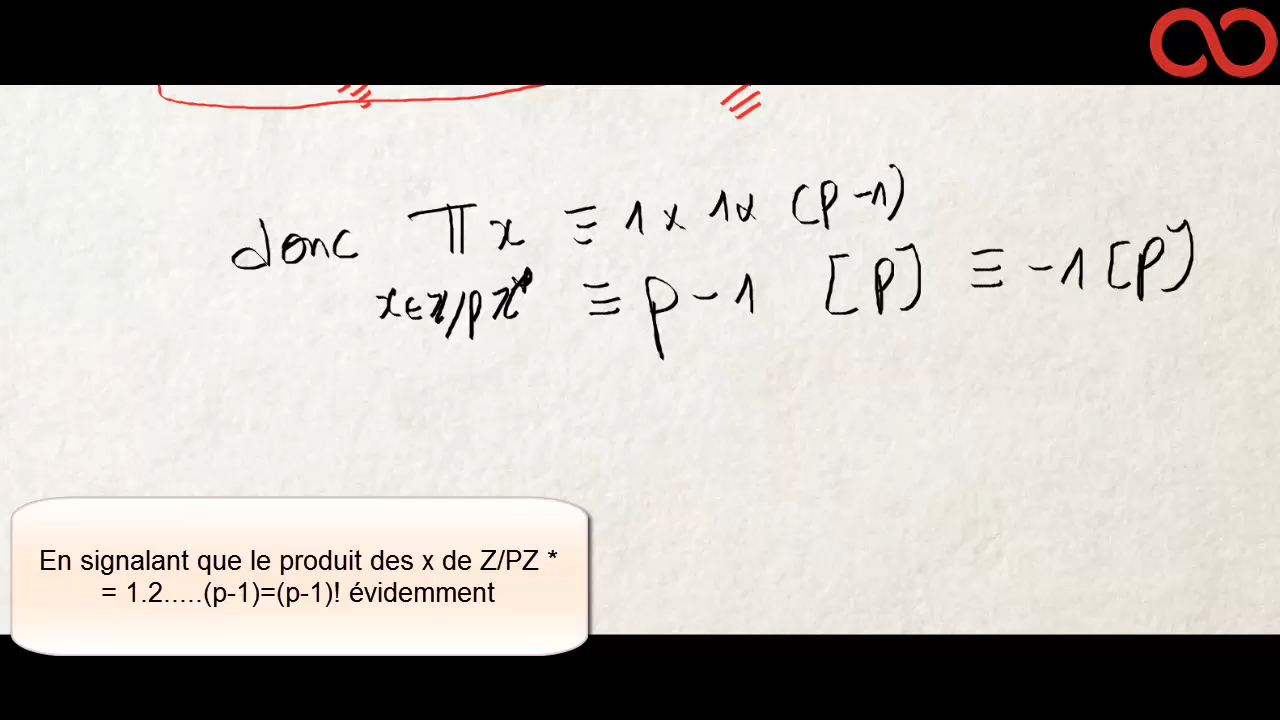 donc ∏ x ≡ 1 x 1 x (p-1)
x ∈ Z/pZ* ≡ p - 1 [p] ≡ -1 [p]
En signalant que le produit des x de Z/PZ *
= 1.2.....(p-1)=(p-1)! évidemment